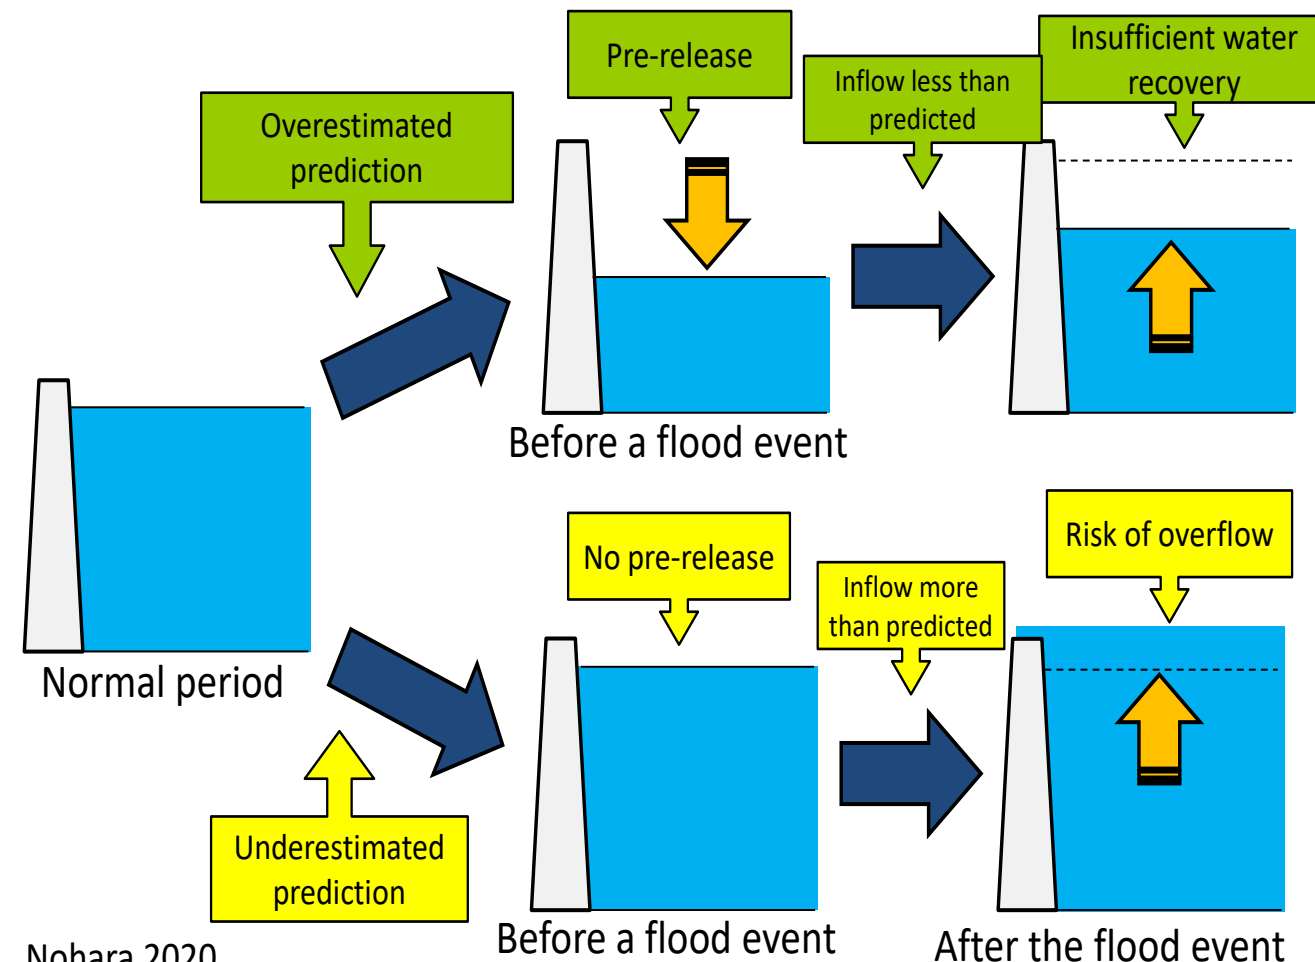 Pre-release
Insufficient water
recovery
Inflow less than
predicted
Overestimated
prediction
Before a flood event
Normal period
No pre-release
Inflow more
than predicted
Risk of overflow
Underestimated
prediction
Before a flood event
After the flood event
Nohara 2020